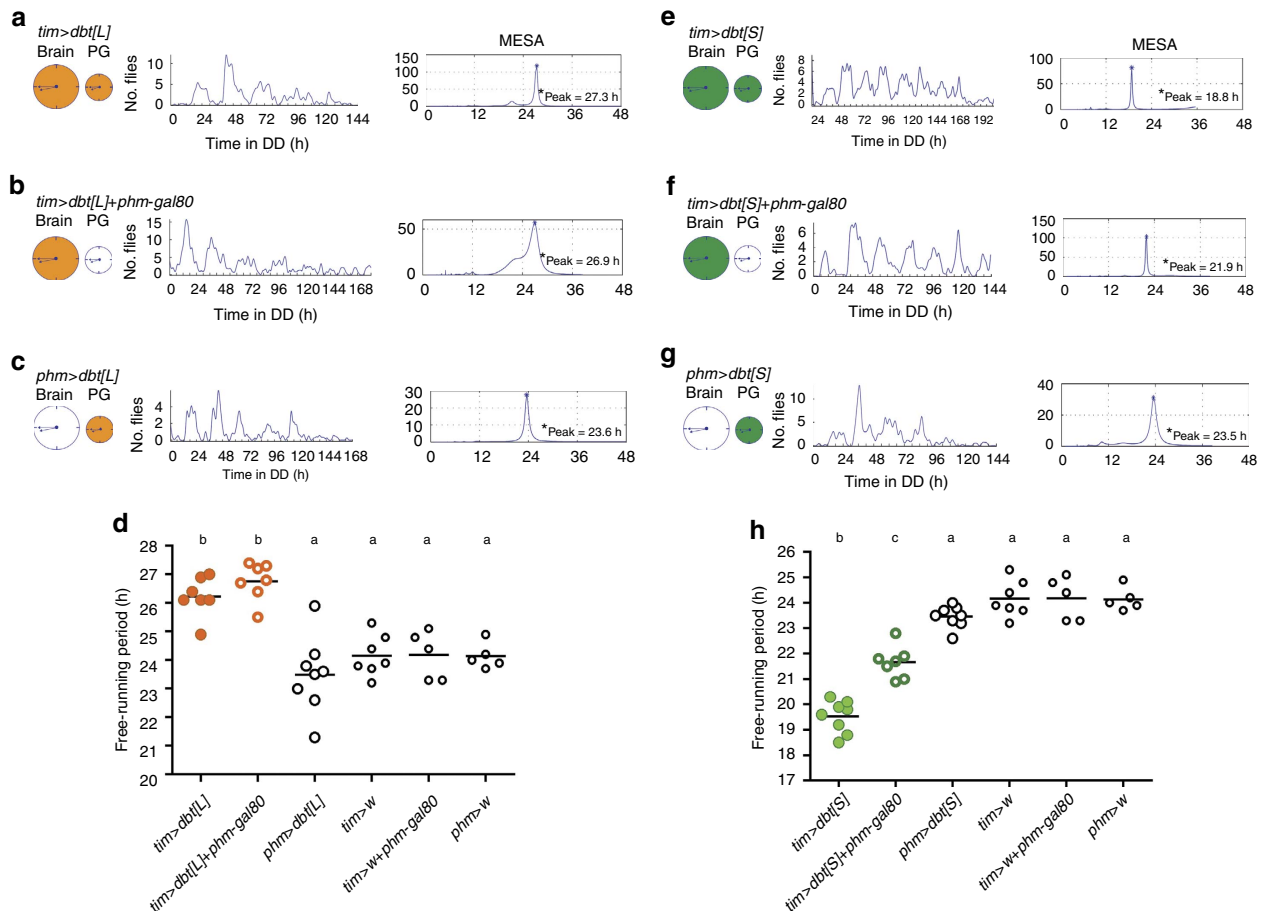 a
tim>dbt[L]
Brain PG
No. flies
10
5
0
0 24 48 72 96 120 144
Time in DD (h)
MESA
150
100
50
0
*Peak = 27.3 h
0 12 24 36 48
b
tim>dbt[L]+phm-gal80
Brain PG
No. flies
15
10
5
0
0 24 48 72 96 120 144 168
Time in DD (h)
50
0
*Peak = 26.9 h
0 12 24 36 48
c
phm>dbt[L]
Brain PG
No. flies
4
2
0
0 24 48 72 96 120 144 168
Time in DD (h)
30
20
10
0
*Peak = 23.6 h
0 12 24 36 48
d
b b a a a a
Free-running period (h)
28
27
26
25
24
23
22
21
20
tim>dbt[L]
tim>dbt[L]+phm-gal80
phm>dbt[L]
tim>w
tim>w+phm-gal80
phm>w
e
tim>dbt[S]
Brain PG
No. flies
8
6
4
2
0
24 48 72 96 120 144 168 192
Time in DD (h)
MESA
100
50
0
*Peak = 18.8 h
0 12 24 36 48
f
tim>dbt[S]+phm-gal80
Brain PG
No. flies
6
4
2
0
0 24 48 72 96 120 144
Time in DD (h)
150
100
50
0
*Peak = 21.9 h
0 12 24 36 48
g
phm>dbt[S]
Brain PG
No. flies
10
5
0
0 24 48 72 96 120 144
Time in DD (h)
40
20
0
*Peak = 23.5 h
0 12 24 36 48
h
b c a a a a
Free-running period (h)
26
25
24
23
22
21
20
19
18
17
tim>dbt[S]
tim>dbt[S]+phm-gal80
phm>dbt[S]
tim>w
tim>w+phm-gal80
phm>w